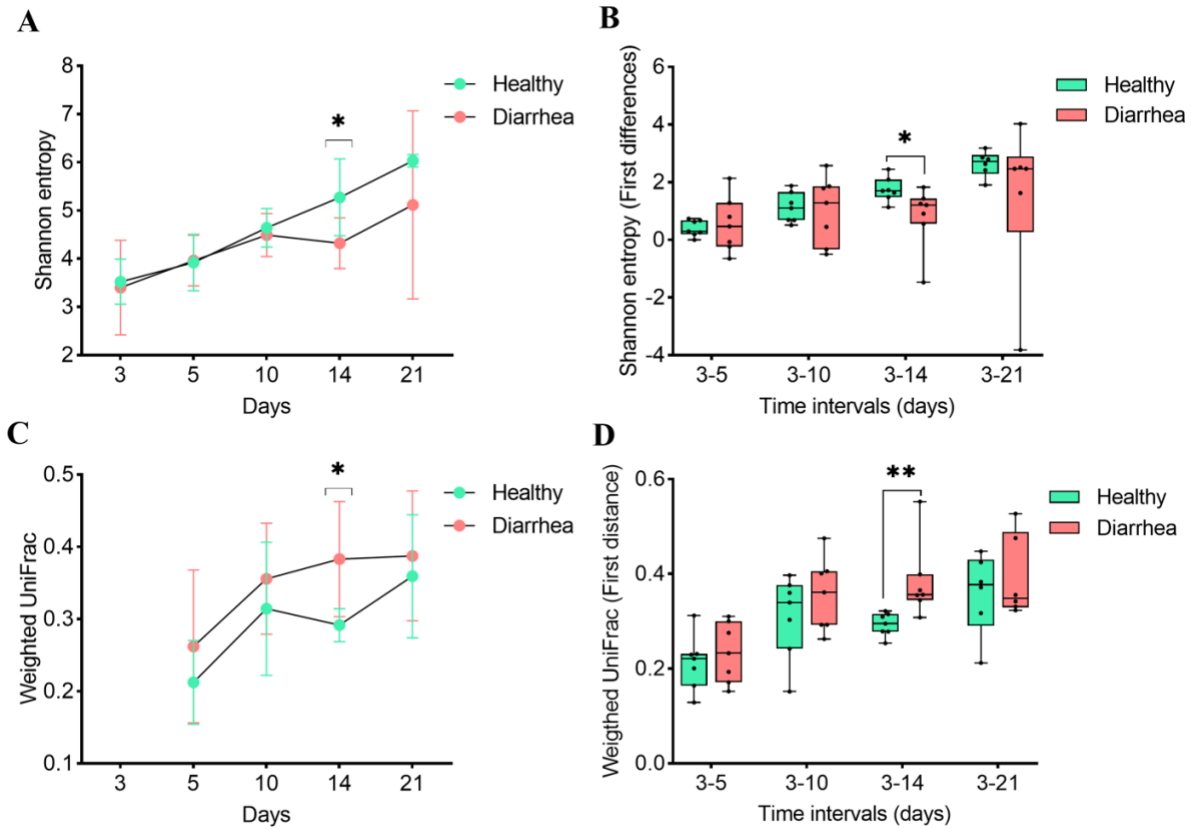 A
Shannon entropy
8
7
6
5
4
3
2
3 5 10 14 21
Days
*
Healthy
Diarrhea
B
Shannon entropy (First differences)
6
4
2
0
-2
-4
3-5 3-10 3-14 3-21
Time intervals (days)
*
Healthy
Diarrhea
C
Weighted UniFrac
0.5
0.4
0.3
0.2
0.1
3 5 10 14 21
Days
*
Healthy
Diarrhea
D
Weigthed UniFrac (First distance)
0.6
0.4
0.2
0.0
3-5 3-10 3-14 3-21
Time intervals (days)
**
Healthy
Diarrhea